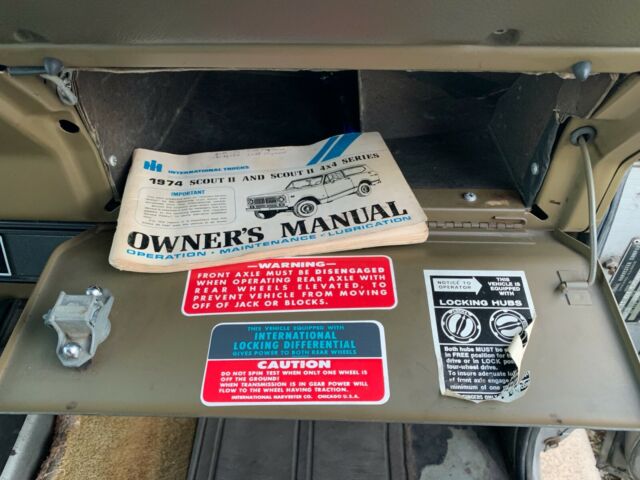 INTERNATIONAL TRUCKS
1974 SCOUT II AND SCOUT II 4x4 SERIES
IMPORTANT
OWNER'S MANUAL
OPERATION · MAINTENANCE · LUBRICATION
—WARNING—
FRONT AXLE MUST BE DISENGAGED
WHEN OPERATING REAR AXLE WITH
REAR WHEELS ELEVATED, TO
PREVENT VEHICLE FROM MOVING
OFF OF JACK OR BLOCKS.
THIS VEHICLE EQUIPPED WITH
INTERNATIONAL
LOCKING DIFFERENTIAL
GIVES POWER TO BOTH REAR WHEELS
CAUTION
DO NOT SPIN TEST WHEN ONLY ONE WHEEL IS
OFF THE GROUND!
WHEN TRANSMISSION IS IN GEAR POWER WILL
FLOW TO THE WHEEL HAVING TRACTION.
INTERNATIONAL HARVESTER CO. CHICAGO U.S.A.
NOTICE TO OPERATOR
THIS VEHICLE IS EQUIPPED WITH
LOCKING HUBS
Both hubs MUST be
in FREE position for
drive or in LOCK pos
four-wheel drive.
To insure adequate l
of front axle engage
minimum of one